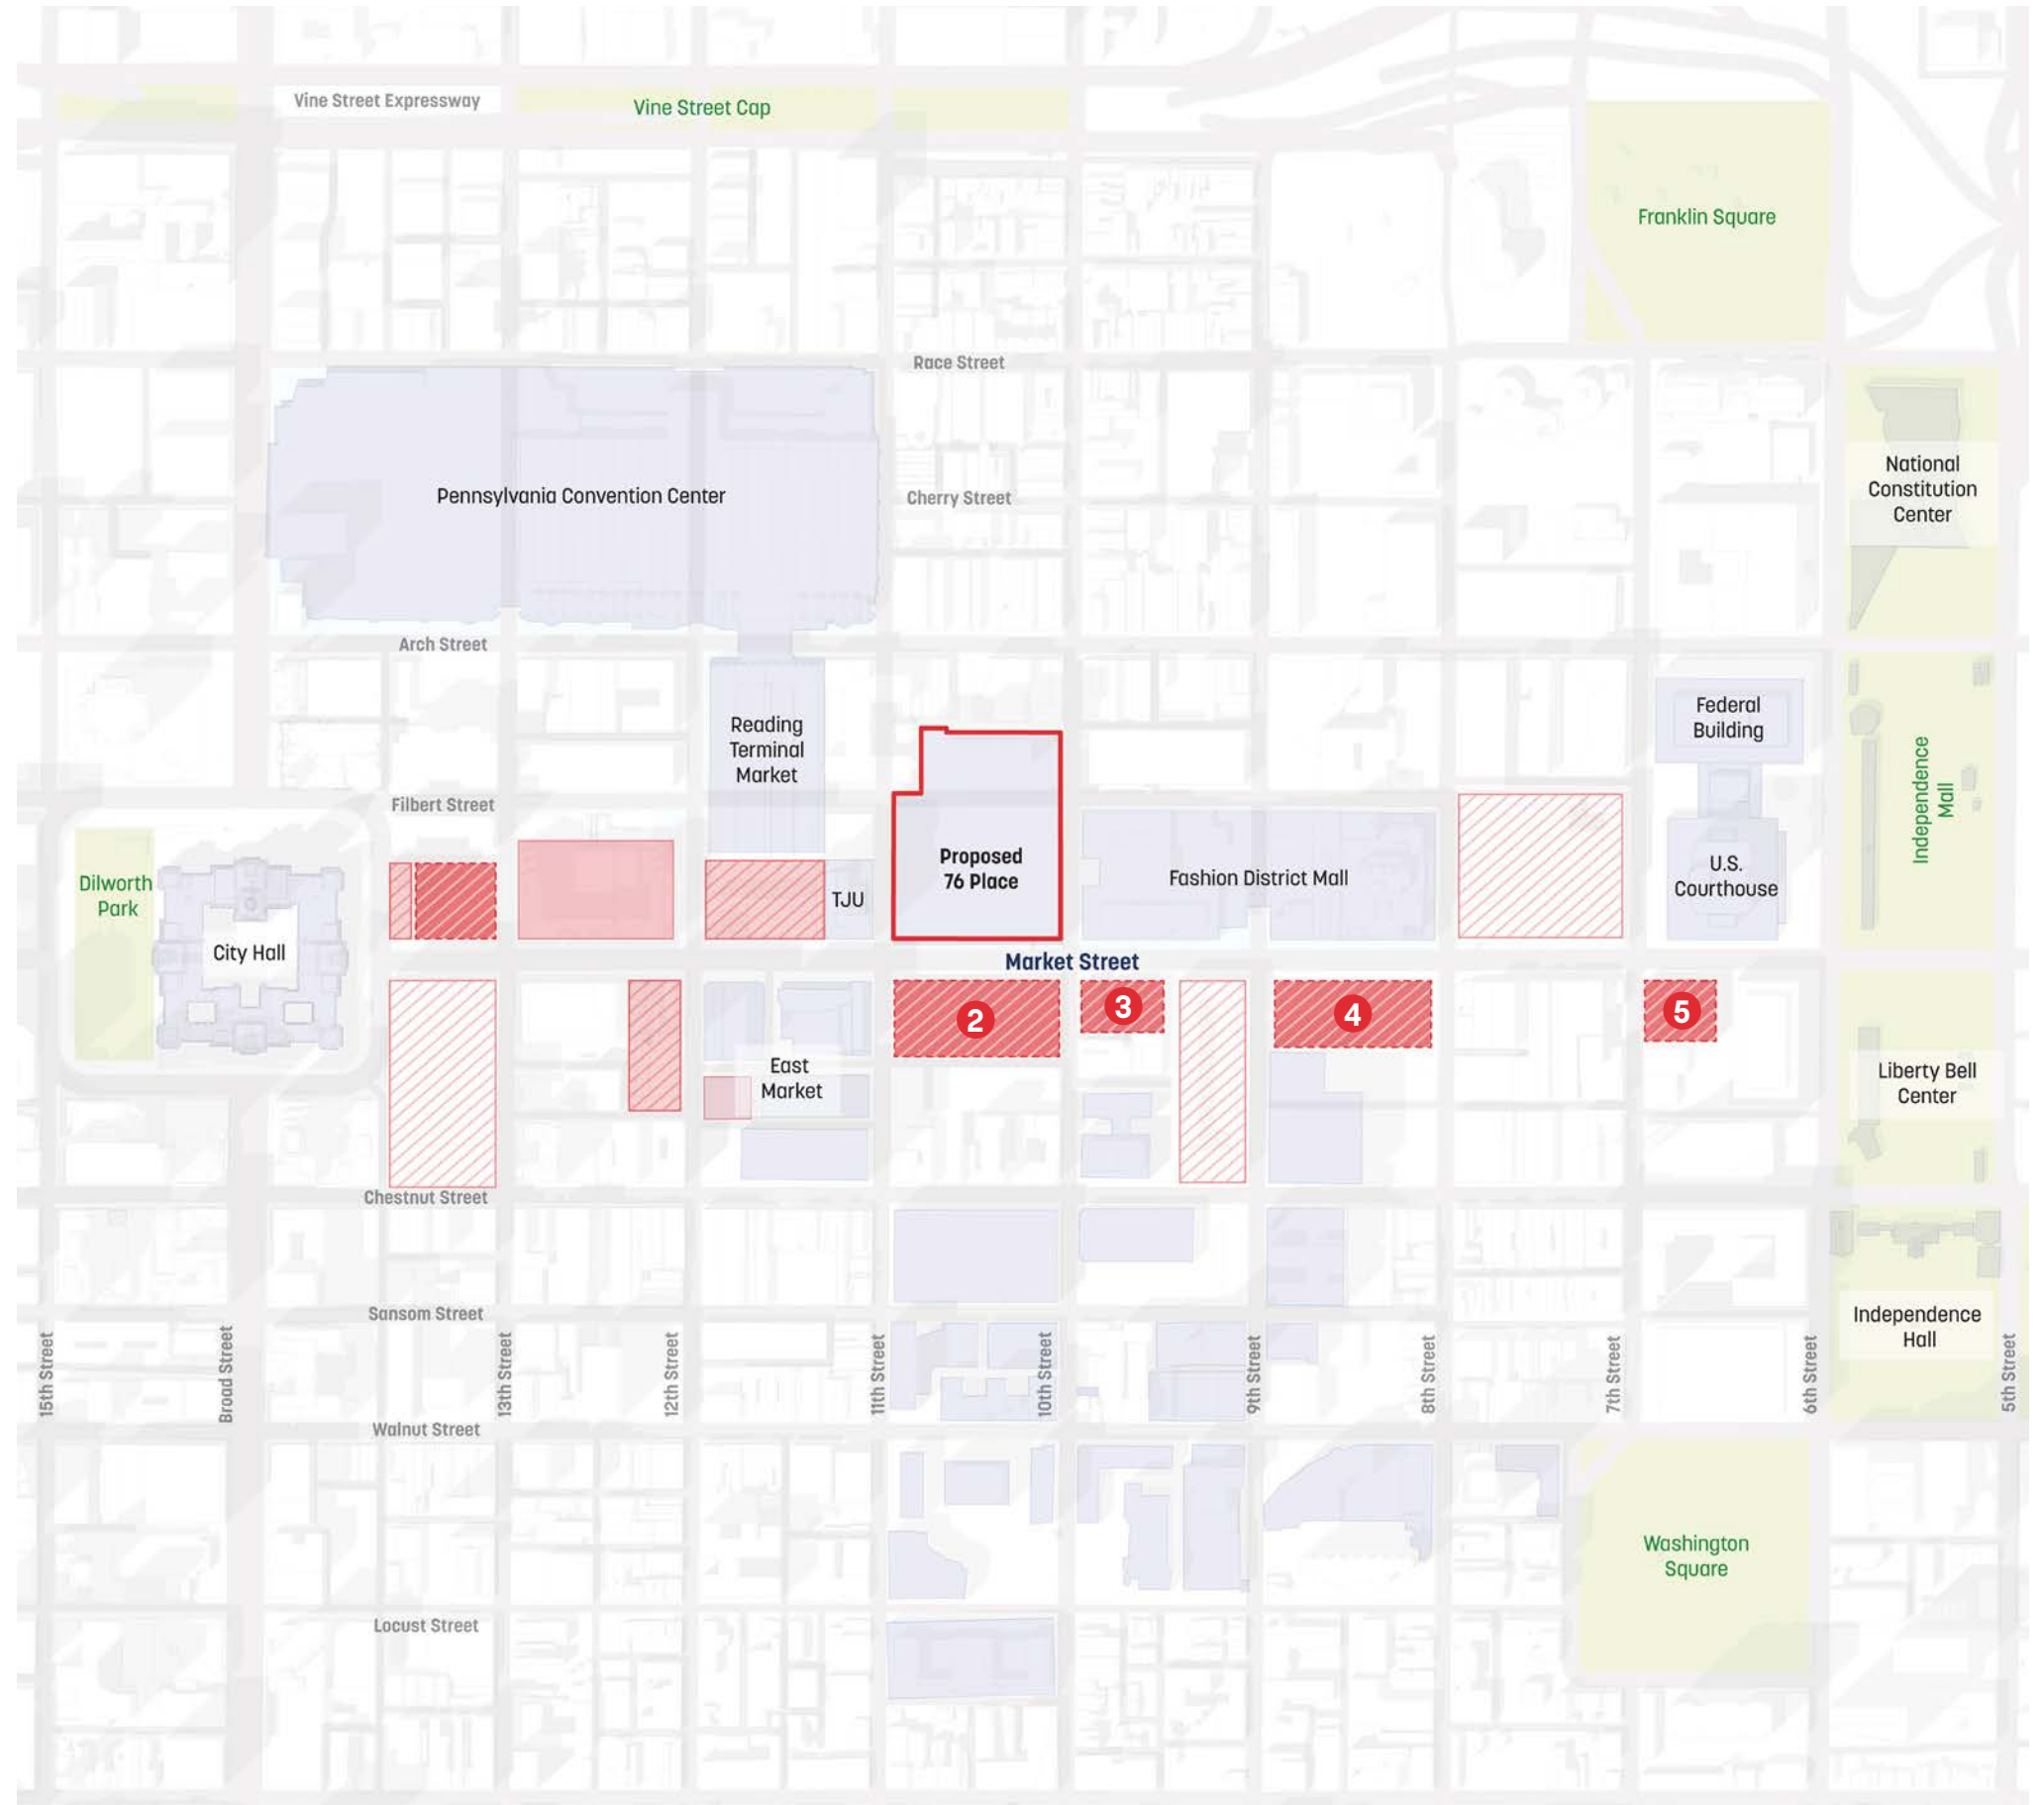 Vine Street Expressway
Vine Street Cap
Franklin Square
Race Street
Pennsylvania Convention Center
Cherry Street
National
Constitution
Center
Arch Street
Reading
Terminal
Market
Federal
Building
Independence
Mall
Filbert Street
Proposed
76 Place
Fashion District Mall
U.S.
Courthouse
Dilworth
Park
TJU
City Hall
Market Street
2
3
4
5
East
Market
Liberty Bell
Center
Chestnut Street
Sansom Street
Independence
Hall
15th Street
Broad Street
13th Street
12th Street
11th Street
10th Street
9th Street
8th Street
7th Street
6th Street
5th Street
Walnut Street
Washington
Square
Locust Street